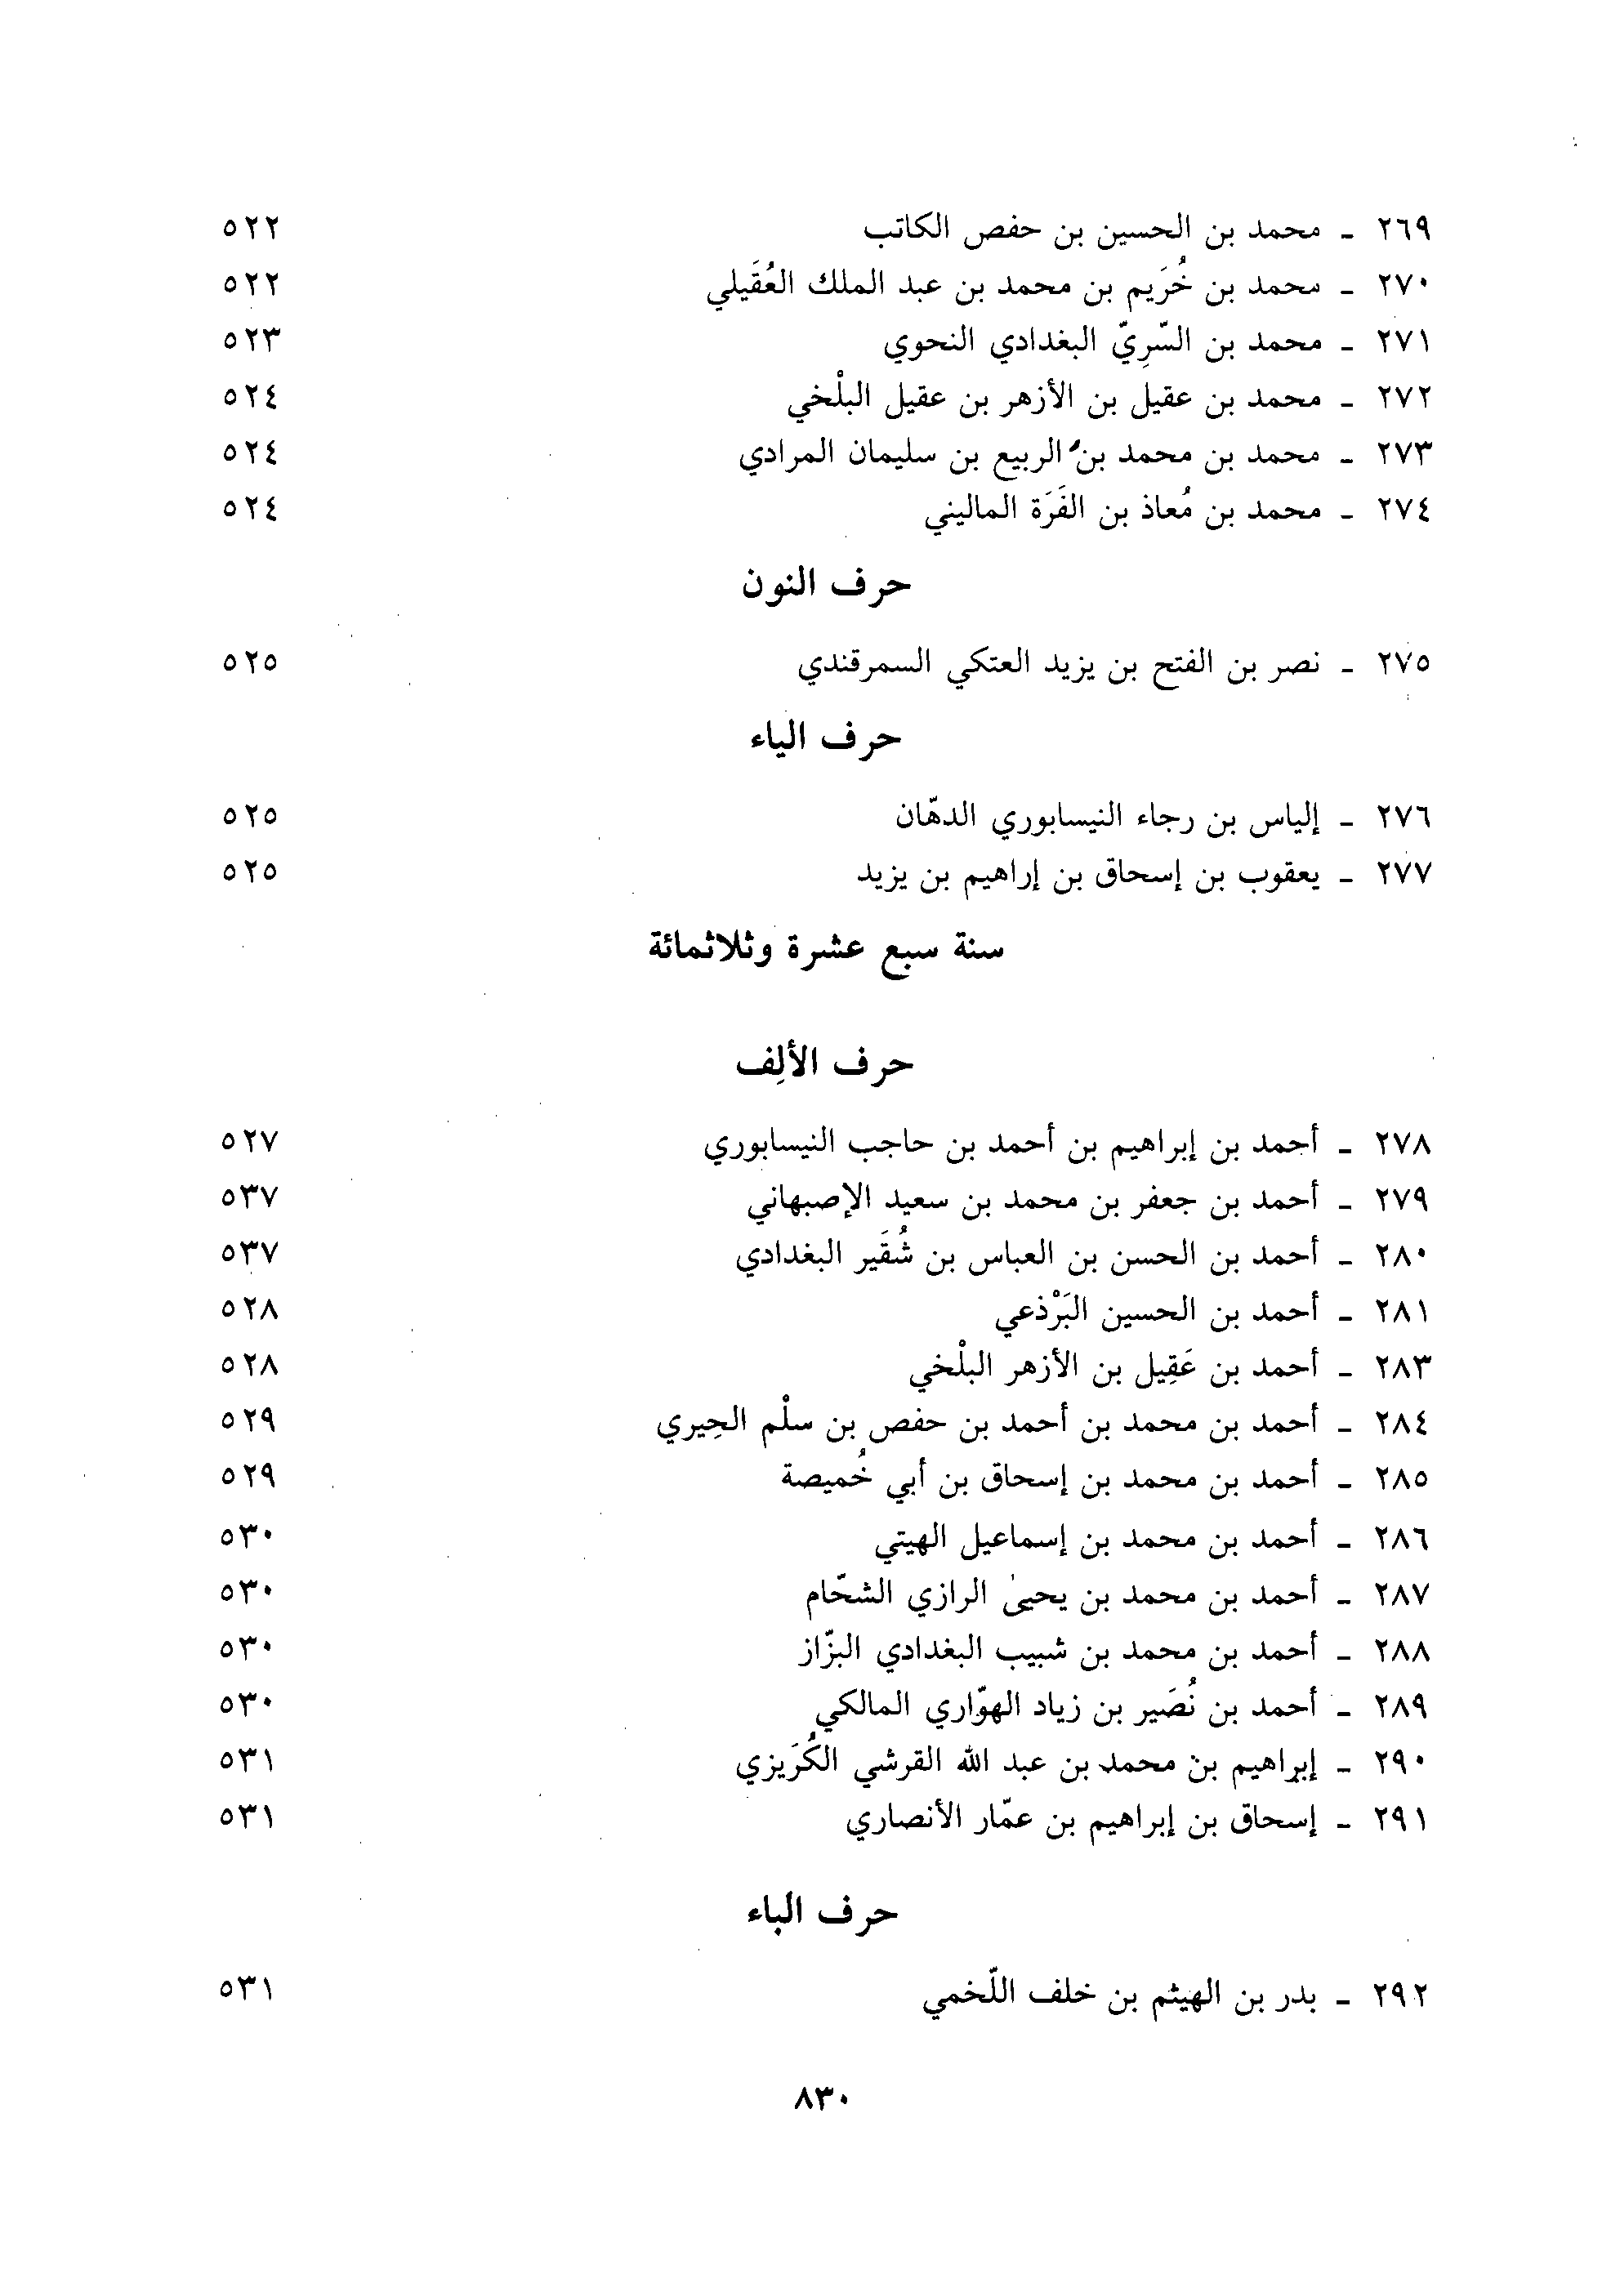 ٢٦٩ - محمد بن الحسين بن حفص الكاتب ٥٢٢
٢٧٠ - محمد بن خُرَيم بن محمد بن عبد الملك العُقَيلي ٥٢٢
٢٧١ - محمد بن السّرِيّ البغدادي النحوي ٥٢٣
٢٧٢ - محمد بن عقيل بن الأزهر بن عقيل البلْخي ٥٢٤
٢٧٣ - محمد بن محمد بن الربيع بن سليمان المرادي ٥٢٤
٢٧٤ - محمد بن مُعاذ بن الفَرَة الماليني ٥٢٤
حرف النون
٢٧٥ - نصر بن الفتح بن يزيد العتكي السمرقندي ٥٢٥
حرف الياء
٢٧٦ - إلياس بن رجاء النيسابوري الدهّان ٥٢٥
٢٧٧ - يعقوب بن إسحاق بن إراهيم بن يزيد ٥٢٥
سنة سبع عشرة وثلاثمائة
حرف الألِف
٢٧٨ - أحمد بن إبراهيم بن أحمد بن حاجب النيسابوري ٥٢٧
٢٧٩ - أحمد بن جعفر بن محمد بن سعيد الإصبهاني ٥٣٧
٢٨٠ - أحمد بن الحسن بن العباس بن شُقَير البغدادي ٥٣٧
٢٨١ - أحمد بن الحسين البَرْذعي ٥٢٨
٢٨٣ - أحمد بن عَقِيل بن الأزهر البلْخي ٥٢٨
٢٨٤ - أحمد بن محمد بن أحمد بن حفص بن سلْم الحِيري ٥٢٩
٢٨٥ - أحمد بن محمد بن إسحاق بن أبي خُميصة ٥٢٩
٢٨٦ - أحمد بن محمد بن إسماعيل الهيتي ٥٣٠
٢٨٧ - أحمد بن محمد بن يحيىٰ الرازي الشحّام ٥٣٠
٢٨٨ - أحمد بن محمد بن شبيب البغدادي البزّاز ٥٣٠
٢٨٩ - أحمد بن نُصَير بن زياد الهوّاري المالكي ٥٣٠
٢٩٠ - إبراهيم بن محمد بن عبد الله القرشي الكُرَيزي ٥٣١
٢٩١ - إسحاق بن إبراهيم بن عمّار الأنصاري ٥٣١
حرف الباء
٢٩٢ - بدر بن الهيثم بن خلف اللّخمي ٥٣١
٨٣٠